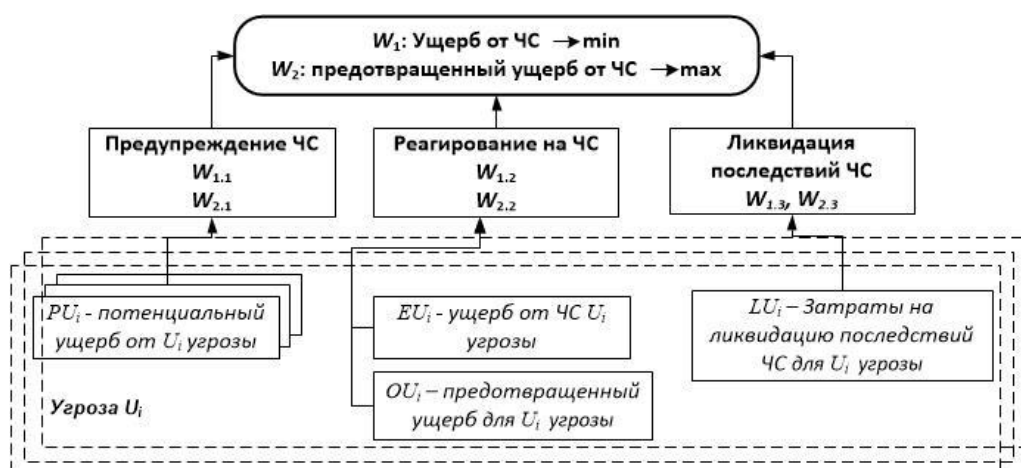 W₁: Ущерб от ЧС →min
W₂: предотвращенный ущерб от ЧС →max
Предупреждение ЧС
W₁.₁
W₂.₁
Реагирование на ЧС
W₁.₂
W₂.₂
Ликвидация
последствий ЧС
W₁.₃, W₂.₃
PUᵢ - потенциальный
ущерб от Uᵢ угрозы
EUᵢ - ущерб от ЧС Uᵢ
угрозы
OUᵢ – предотвращенный
ущерб для Uᵢ угрозы
LUᵢ – Затраты на
ликвидацию последствий
ЧС для Uᵢ угрозы
Угроза Uᵢ